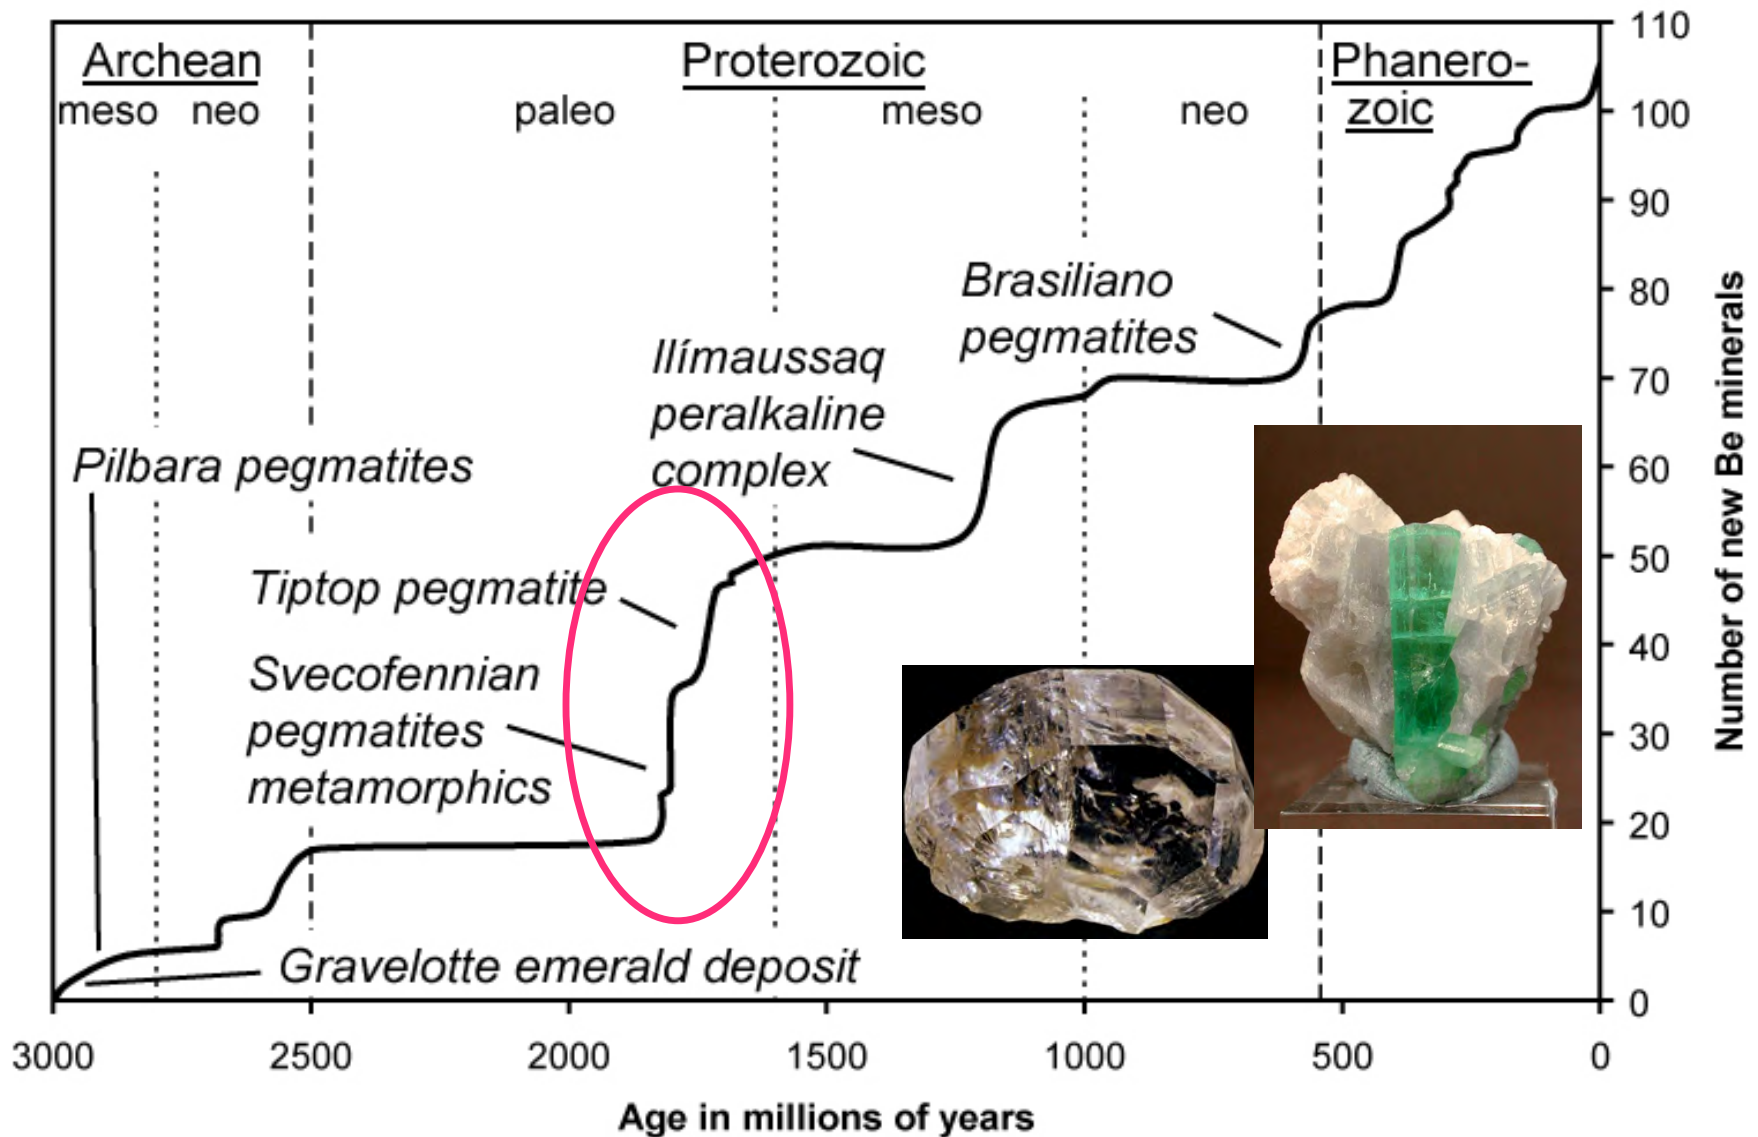 Archean
Proterozoic
Phanero-
zoic
meso
neo
paleo
meso
neo
Brasiliano
pegmatites
Ilímaussaq
peralkaline
complex
Pilbara pegmatites
Tiptop pegmatite
Svecofennian
pegmatites
metamorphics
Gravelotte emerald deposit
110
100
90
80
70
60
50
40
30
20
10
0
Number of new Be minerals
3000
2500
2000
1500
1000
500
0
Age in millions of years